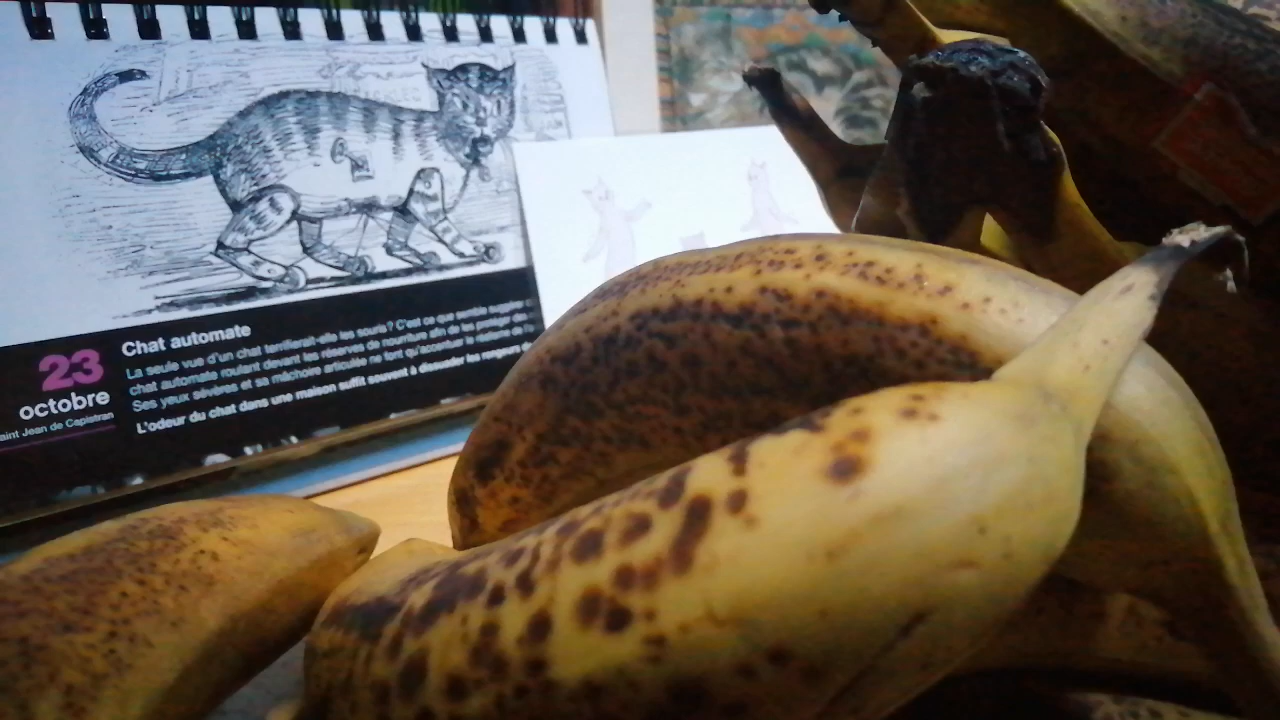 Chat automate
La seule vue d'un chat terrifierait-elle les souris? C'est ce que semble suggérer
chat automate roulant devant les réserves de nourriture afin de les protéger des
Ses yeux sévères et sa mâchoire articulée ne font qu'accentuer le réalisme de
L'odeur du chat dans une maison suffit souvent à dissuader les rongeurs
23
octobre
Saint Jean de Capistran